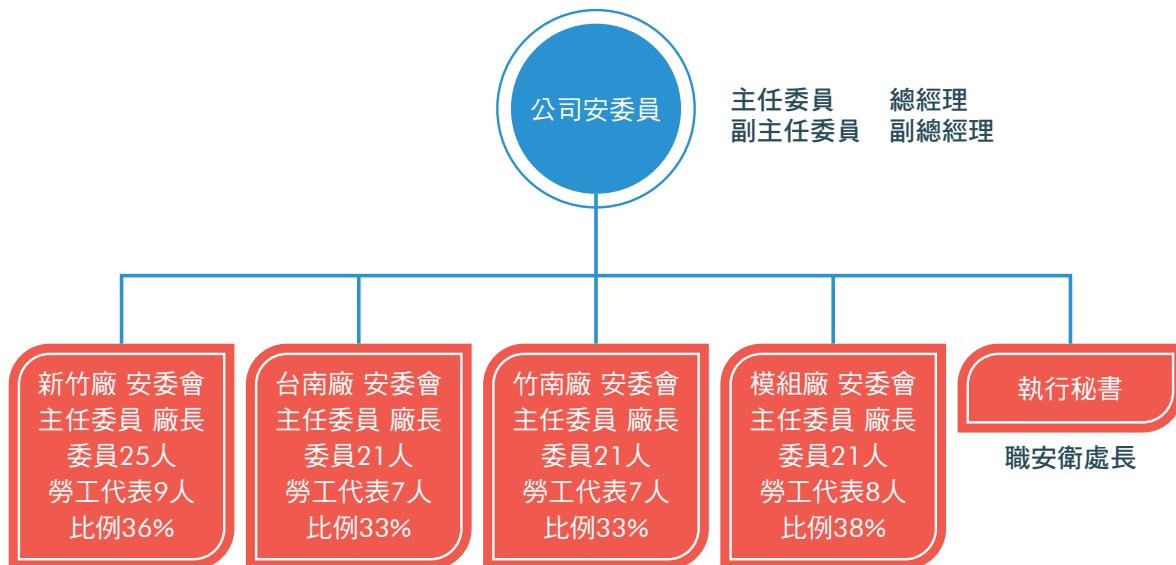 公司安委員
主任委員 總經理
副主任委員 副總經理
新竹廠 安委會
主任委員 廠長
委員25人
勞工代表9人
比例36%
台南廠 安委會
主任委員 廠長
委員21人
勞工代表7人
比例33%
竹南廠 安委會
主任委員 廠長
委員21人
勞工代表7人
比例33%
模組廠 安委會
主任委員 廠長
委員21人
勞工代表8人
比例38%
執行秘書
職安衛處長